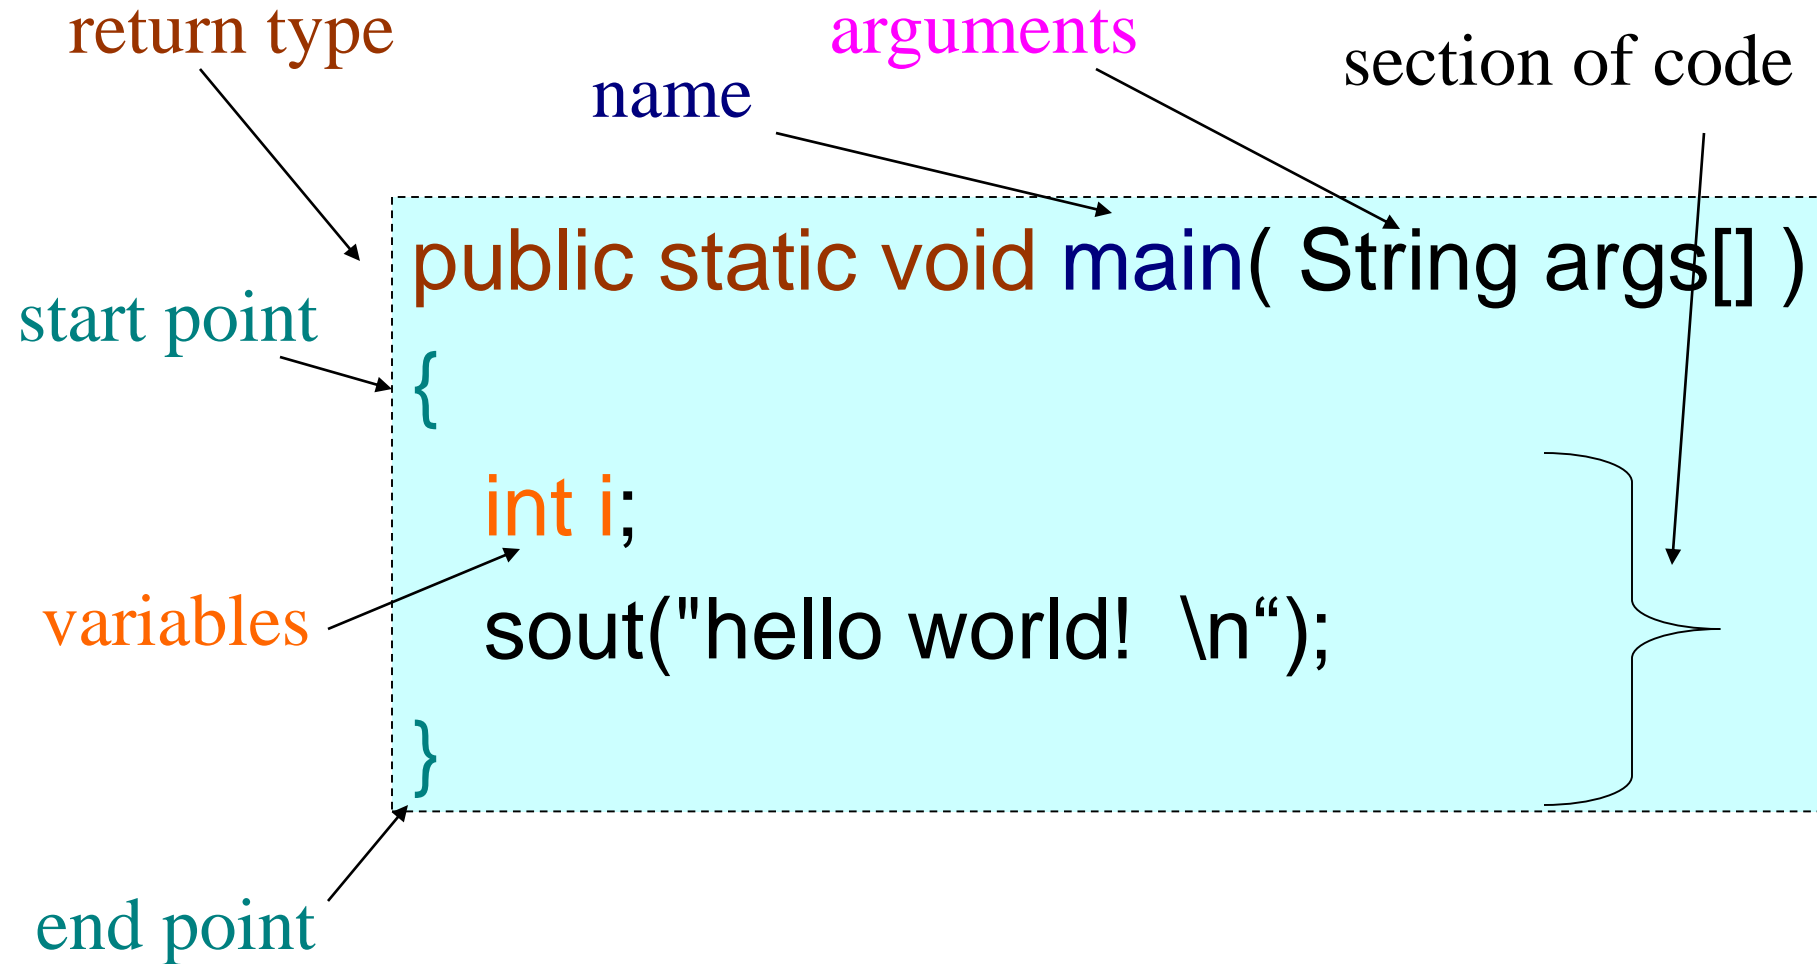 return type
arguments
name
section of code
public static void main( String args[] )
start point
{
int i;
variables
sout("hello world!  \n“);
}
end point